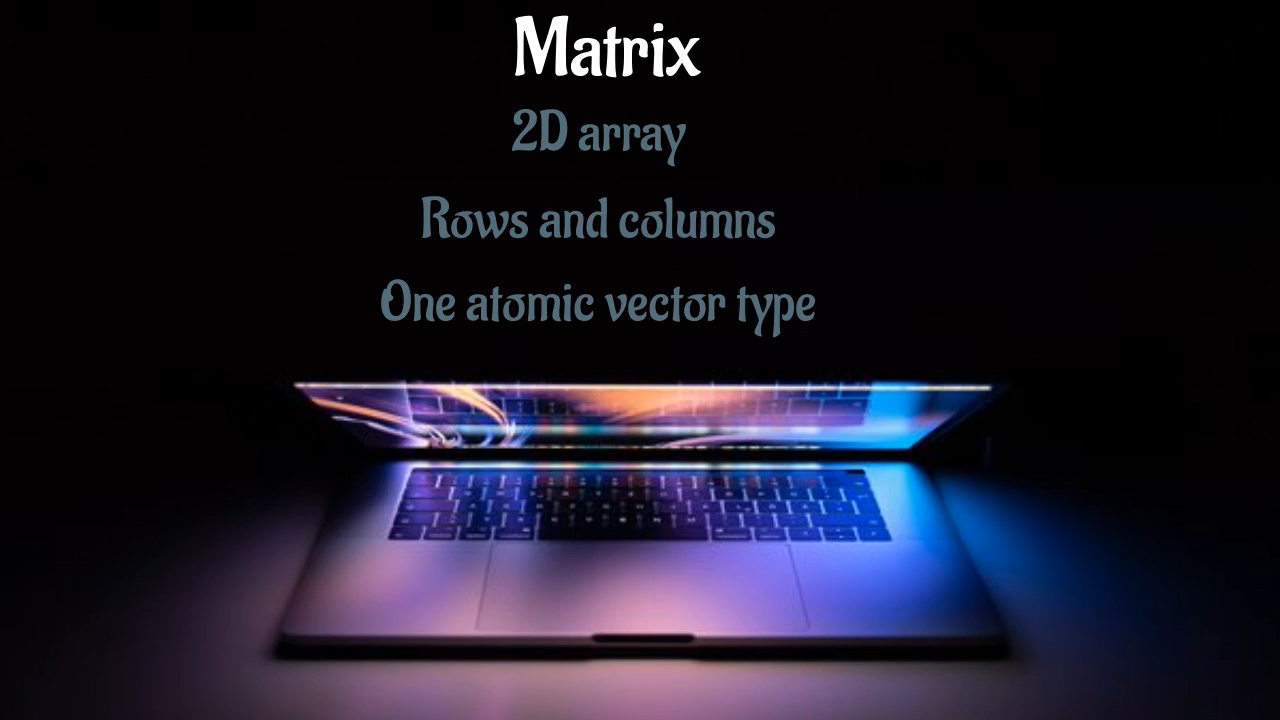 Matrix
2D array
Rows and columns
One atomic vector type